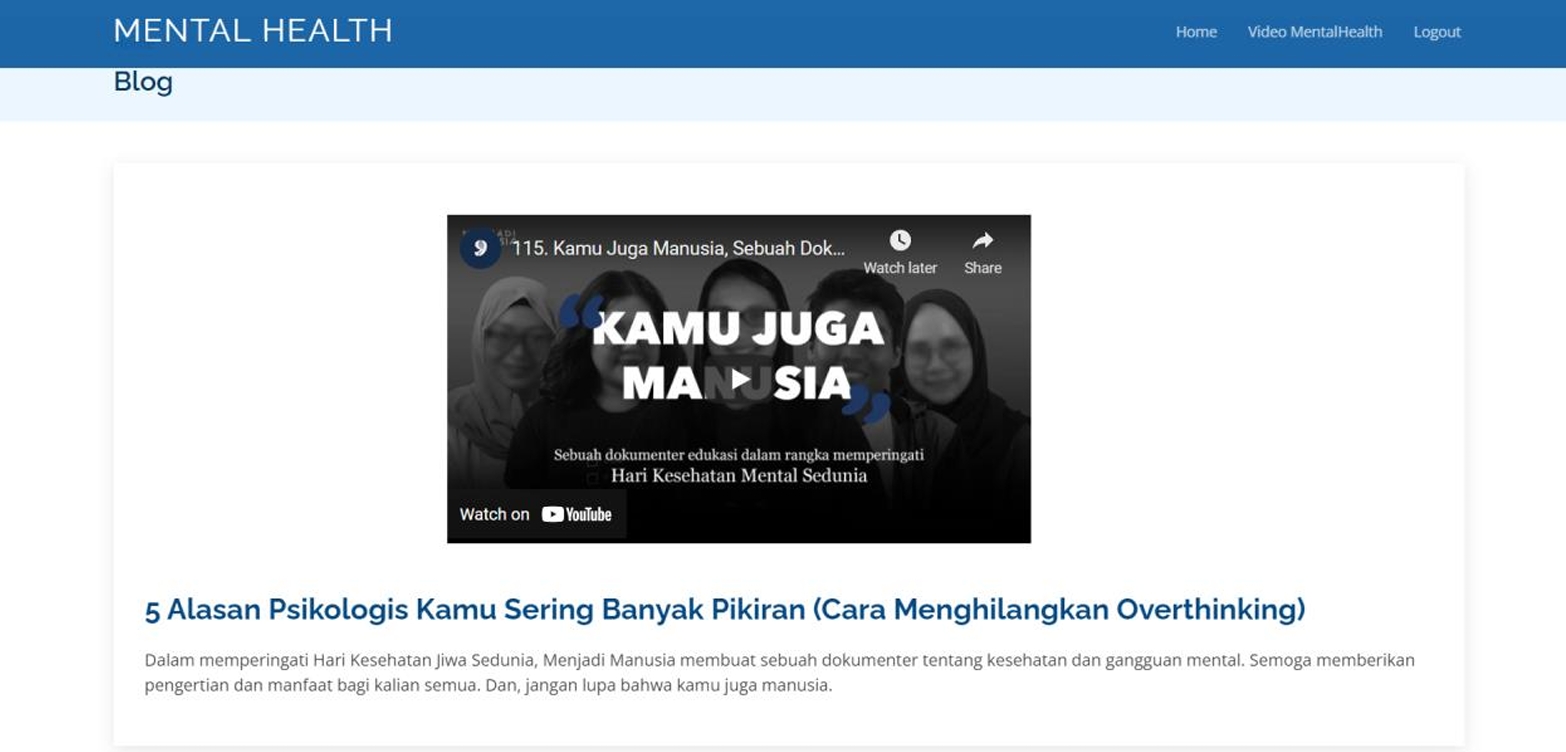 MENTAL HEALTH
Home
Video MentalHealth
Logout
Blog
115. Kamu Juga Manusia, Sebuah Dok...
Watch later
Share
“KAMU JUGA
MANUSIA”
Sebuah dokumenter edukasi dalam rangka memperingati
Hari Kesehatan Mental Sedunia
Watch on YouTube
5 Alasan Psikologis Kamu Sering Banyak Pikiran (Cara Menghilangkan Overthinking)
Dalam memperingati Hari Kesehatan Jiwa Sedunia, Menjadi Manusia membuat sebuah dokumenter tentang kesehatan dan gangguan mental. Semoga memberikan
pengertian dan manfaat bagi kalian semua. Dan, jangan lupa bahwa kamu juga manusia.